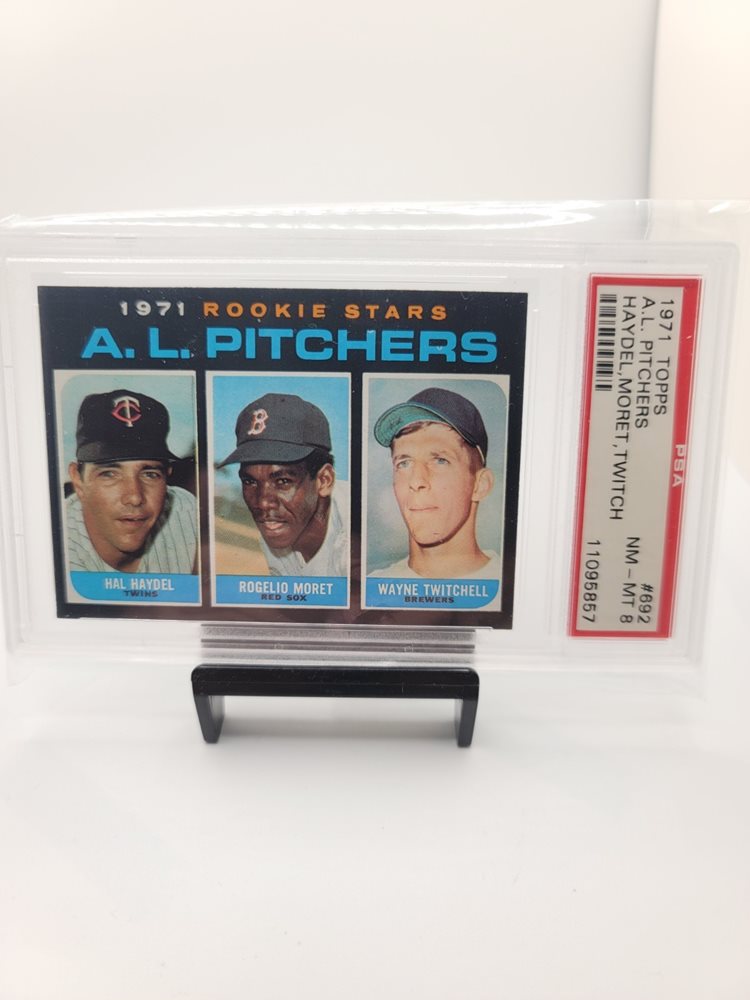 1971 ROOKIE STARS
A. L. PITCHERS
TC
B
HAL HAYDEL
TWINS
ROGELIO MORET
RED SOX
WAYNE TWITCHELL
BREWERS
PSA
1971 TOPPS #692
A.L. PITCHERS NM - MT 8
HAYDEL,MORET,TWITCH
11095857